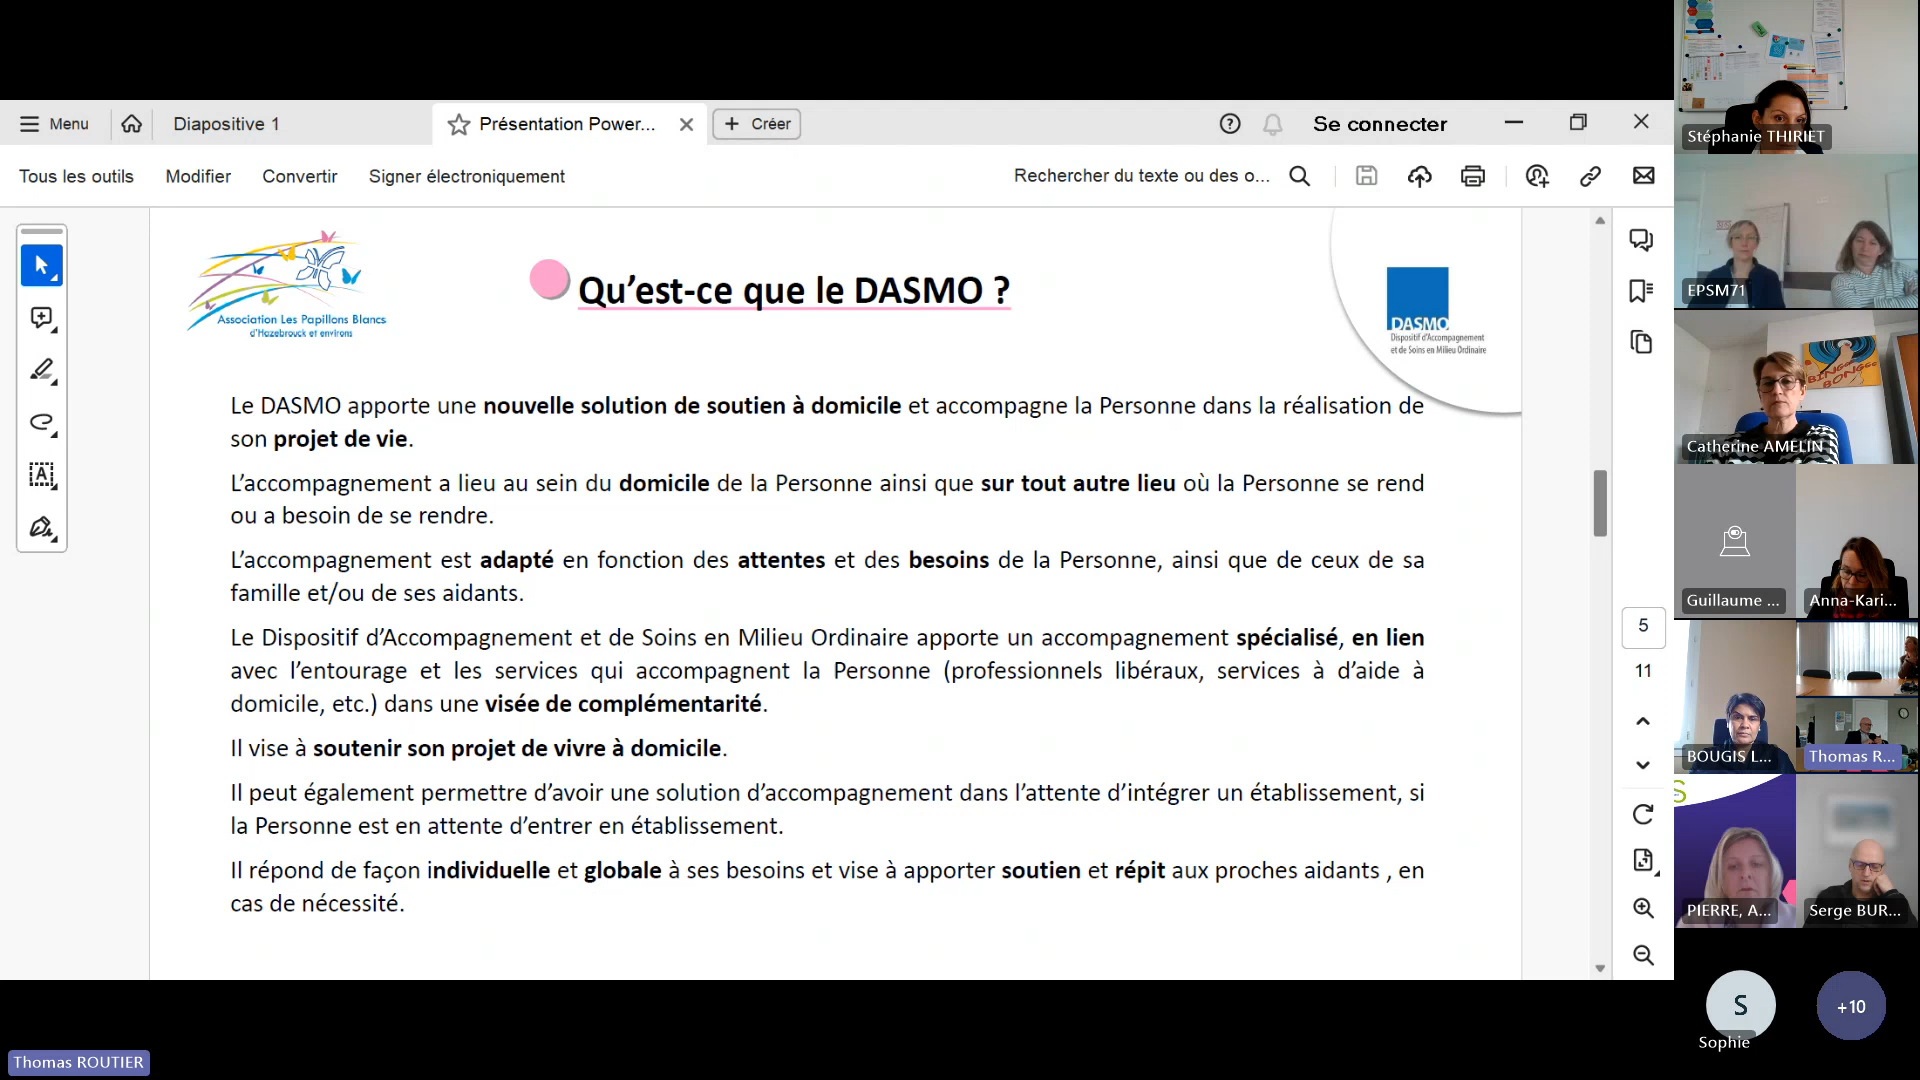 Menu
Diapositive 1
Présentation Power...
Créer
Se connecter
Tous les outils
Modifier
Convertir
Signer électroniquement
Rechercher du texte ou des o...
Association Les Papillons Blancs
d'Hazebrouck et environs
Qu’est-ce que le DASMO ?
DASMO
Dispositif d'Accompagnement
et de Soins en Milieu Ordinaire
Le DASMO apporte une nouvelle solution de soutien à domicile et accompagne la Personne dans la réalisation de
son projet de vie.
L’accompagnement a lieu au sein du domicile de la Personne ainsi que sur tout autre lieu où la Personne se rend
ou a besoin de se rendre.
L’accompagnement est adapté en fonction des attentes et des besoins de la Personne, ainsi que de ceux de sa
famille et/ou de ses aidants.
Le Dispositif d’Accompagnement et de Soins en Milieu Ordinaire apporte un accompagnement spécialisé, en lien
avec l’entourage et les services qui accompagnent la Personne (professionnels libéraux, services à d’aide à
domicile, etc.) dans une visée de complémentarité.
Il vise à soutenir son projet de vivre à domicile.
Il peut également permettre d’avoir une solution d’accompagnement dans l’attente d’intégrer un établissement, si
la Personne est en attente d’entrer en établissement.
Il répond de façon individuelle et globale à ses besoins et vise à apporter soutien et répit aux proches aidants , en
cas de nécessité.
5
11
Stéphanie THIRIET
EPSM71
BING
BONG
Catherine AMELIN
Guillaume ...
Anna-Kari...
BOUGIS L...
Thomas R...
S
PIERRE, A...
Serge BUR...
S
+10
Sophie
Thomas ROUTIER